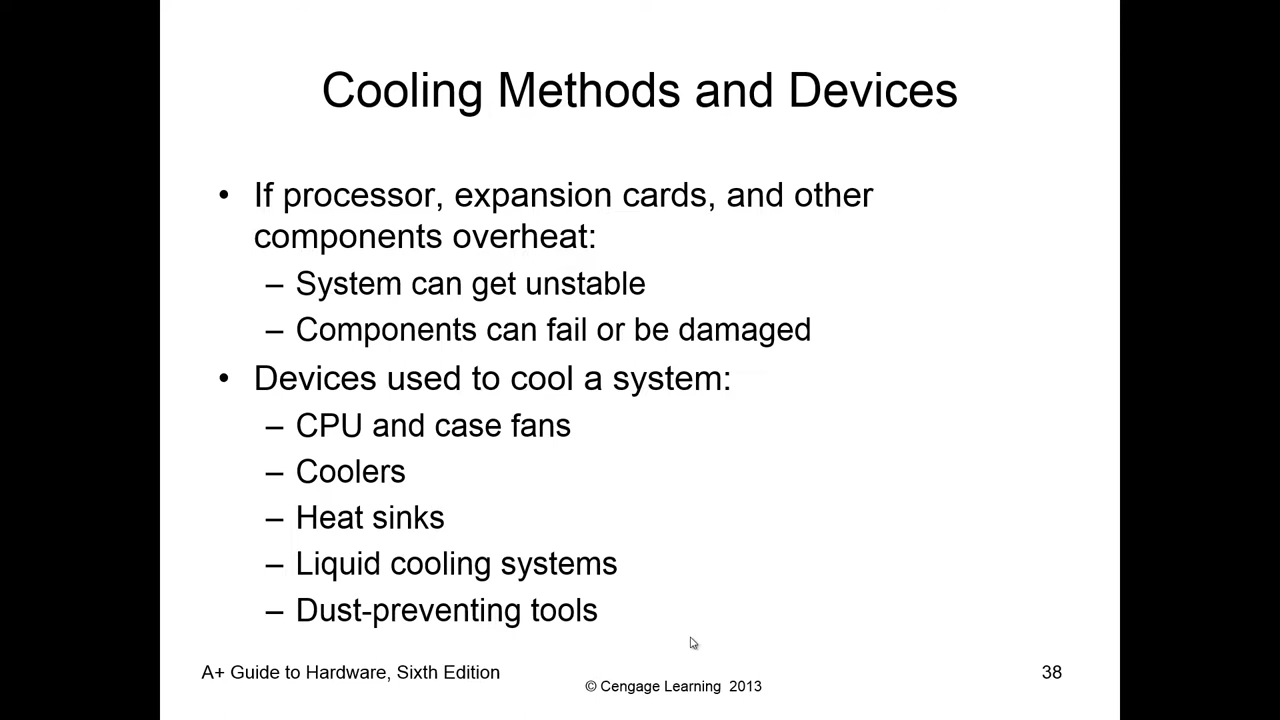 Cooling Methods and Devices
• If processor, expansion cards, and other
components overheat:
– System can get unstable
– Components can fail or be damaged
• Devices used to cool a system:
– CPU and case fans
– Coolers
– Heat sinks
– Liquid cooling systems
– Dust-preventing tools
A+ Guide to Hardware, Sixth Edition
© Cengage Learning 2013
38